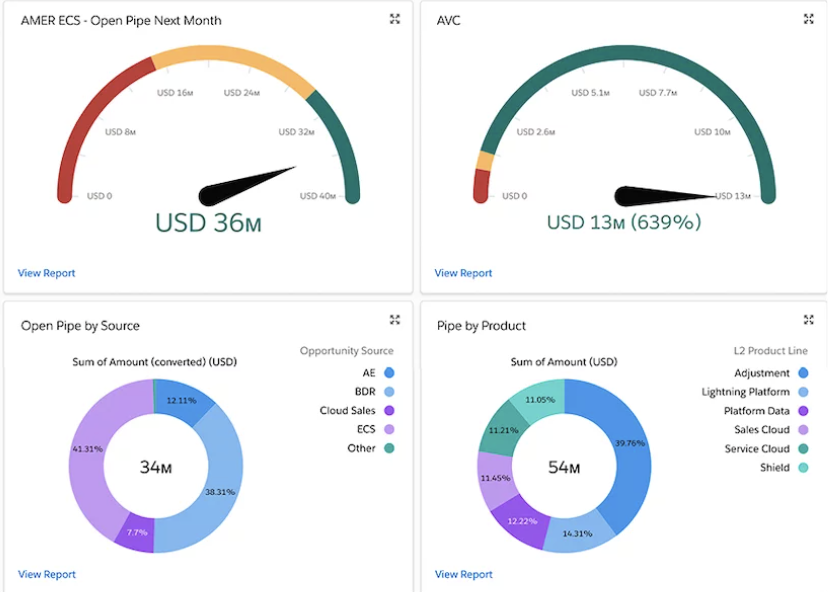 AMER ECS - Open Pipe Next Month
USD 0
USD 8M
USD 16M
USD 24M
USD 32M
USD 40M
USD 36M
View Report
AVC
USD 0
USD 2.6M
USD 5.1M
USD 7.7M
USD 10M
USD 13M
USD 13M (639%)
View Report
Open Pipe by Source
Sum of Amount (converted) (USD)
12.11%
38.31%
7.7%
41.31%
34M
Opportunity Source
AE
BDR
Cloud Sales
ECS
Other
View Report
Pipe by Product
Sum of Amount (USD)
39.76%
14.31%
12.22%
11.45%
11.21%
11.05%
54M
L2 Product Line
Adjustment
Lightning Platform
Platform Data
Sales Cloud
Service Cloud
Shield
View Report